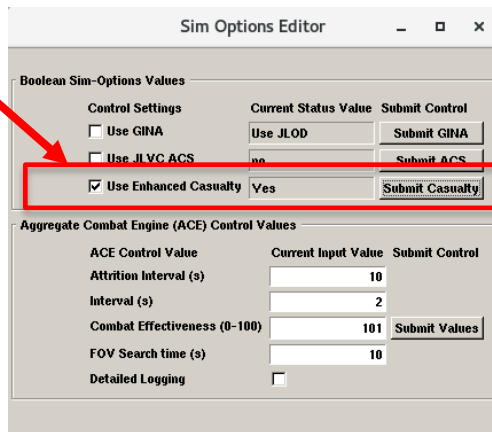 Sim Options Editor
Boolean Sim-Options Values
Control Settings Current Status Value Submit Control
Use GINA Use JLOD Submit GINA
Use JLVC ACS no Submit ACS
Use Enhanced Casualty Yes Submit Casualty
Aggregate Combat Engine (ACE) Control Values
ACE Control Value Current Input Value Submit Control
Attrition Interval (s) 10
Interval (s) 2
Combat Effectiveness (0-100) 101 Submit Values
FOV Search time (s) 10
Detailed Logging